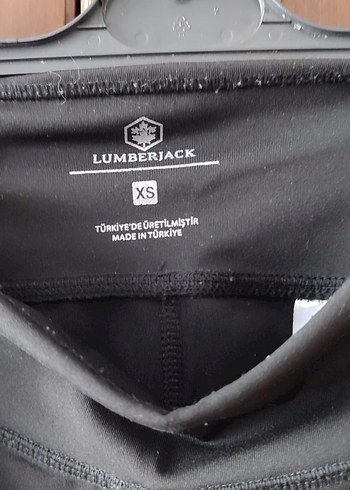 LUMBERJACK
XS
TÜRKİYE'DE ÜRETİLMİŞTİR
MADE IN TÜRKİYE